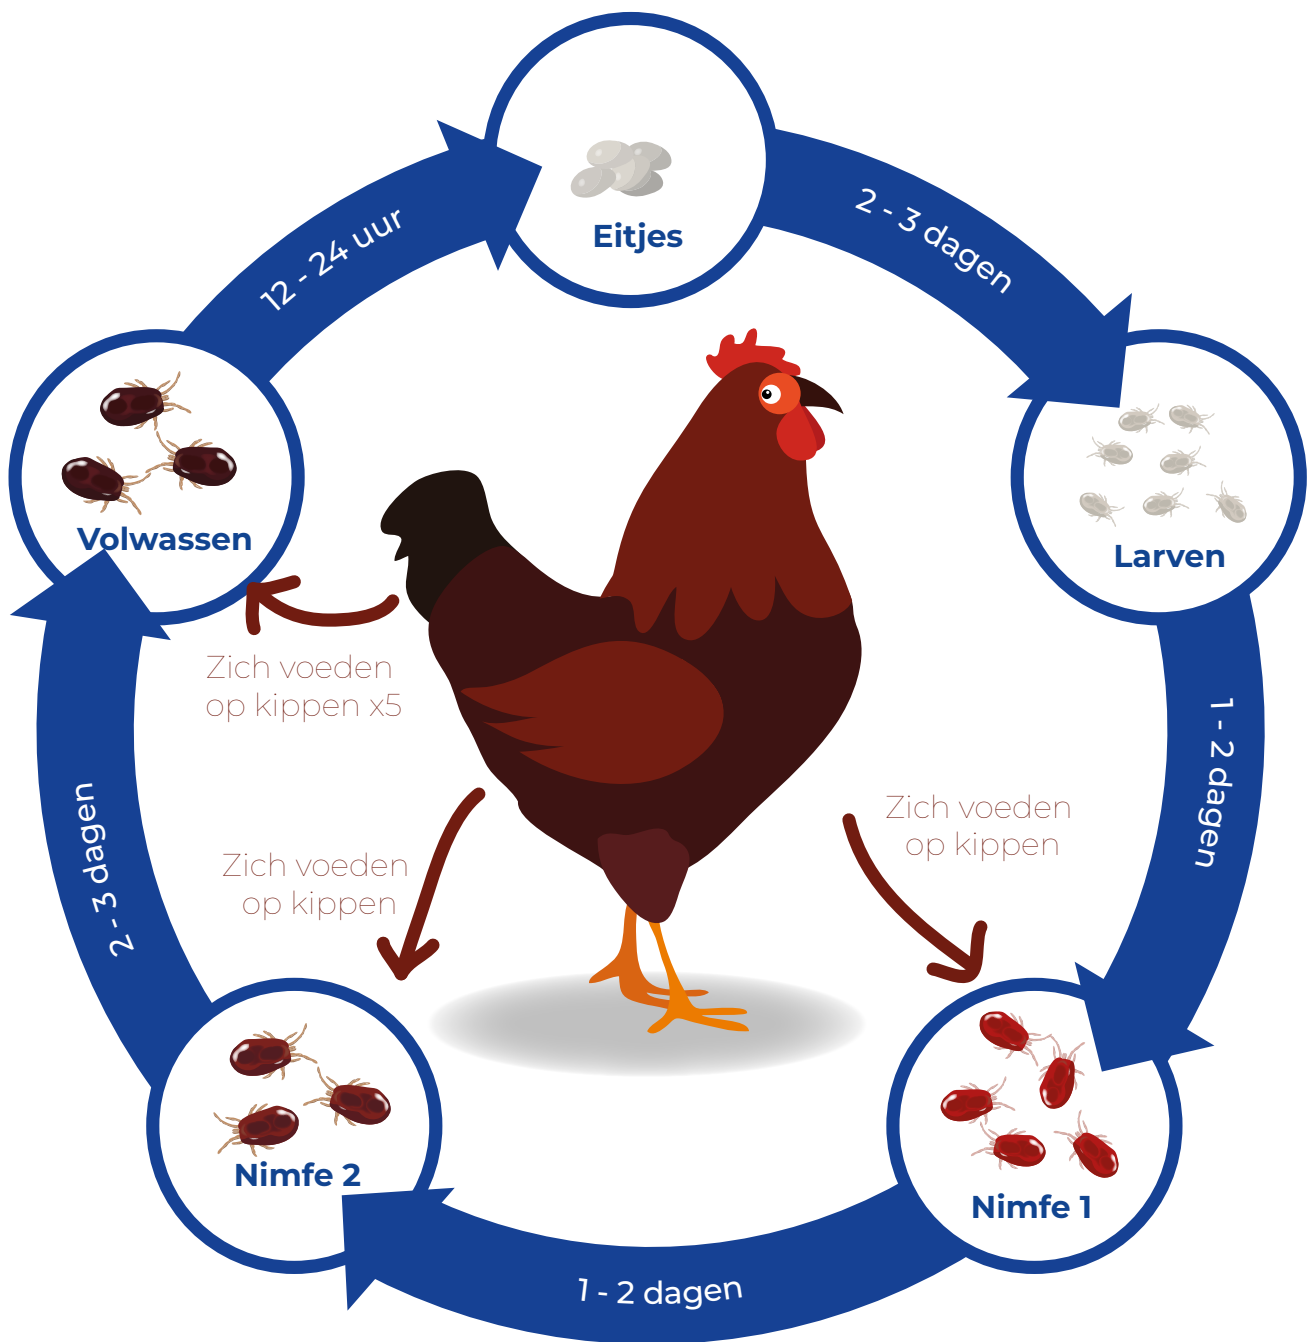 Eitjes
2 - 3 dagen
Larven
1 - 2 dagen
Zich voeden
op kippen
Nimfe 1
1 - 2 dagen
Nimfe 2
Zich voeden
op kippen
2 - 3 dagen
Volwassen
Zich voeden
op kippen x5
12 - 24 uur